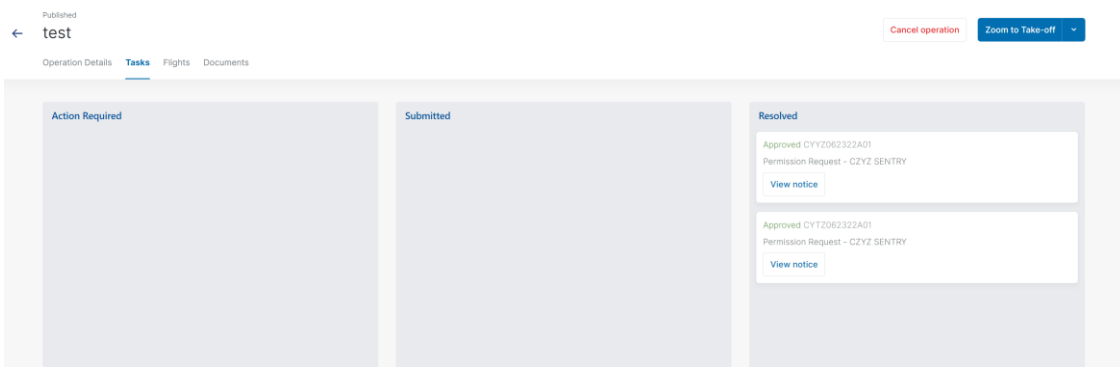 Published
test
Cancel operation
Zoom to Take-off
Operation Details Tasks Flights Documents
Action Required
Submitted
Resolved
Approved CYYZ062322A01
Permission Request - CZYZ SENTRY
View notice
Approved CYTZ062322A01
Permission Request - CZYZ SENTRY
View notice